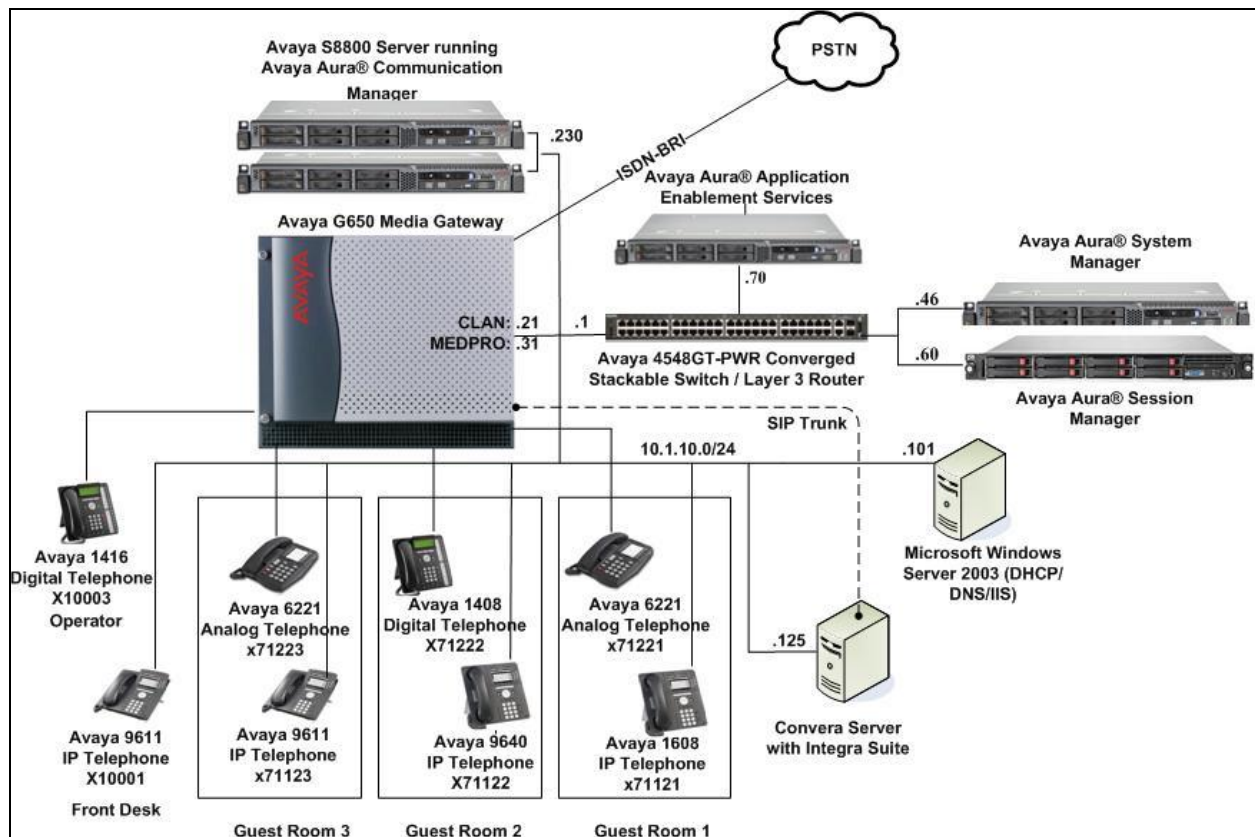 Avaya S8800 Server running
Avaya Aura® Communication
Manager
.230
PSTN
ISDN-BRI
Avaya Aura® Application
Enablement Services
.70
Avaya G650 Media Gateway
AVAYA
CLAN: .21
MEDPRO: .31
.1
Avaya 4548GT-PWR Converged
Stackable Switch / Layer 3 Router
Avaya Aura® System
Manager
.46
.60
Avaya Aura® Session
Manager
SIP Trunk
10.1.10.0/24
.101
Microsoft Windows
Server 2003 (DHCP/
DNS/IIS)
.125
Convera Server
with Integra Suite
Avaya 1416
Digital Telephone
X10003
Operator
Avaya 9611
IP Telephone
X10001
Front Desk
Avaya 6221
Analog Telephone
x71223
Avaya 9611
IP Telephone
x71123
Guest Room 3
Avaya 1408
Digital Telephone
X71222
Avaya 9640
IP Telephone
X71122
Guest Room 2
Avaya 6221
Analog Telephone
x71221
Avaya 1608
IP Telephone
x71121
Guest Room 1